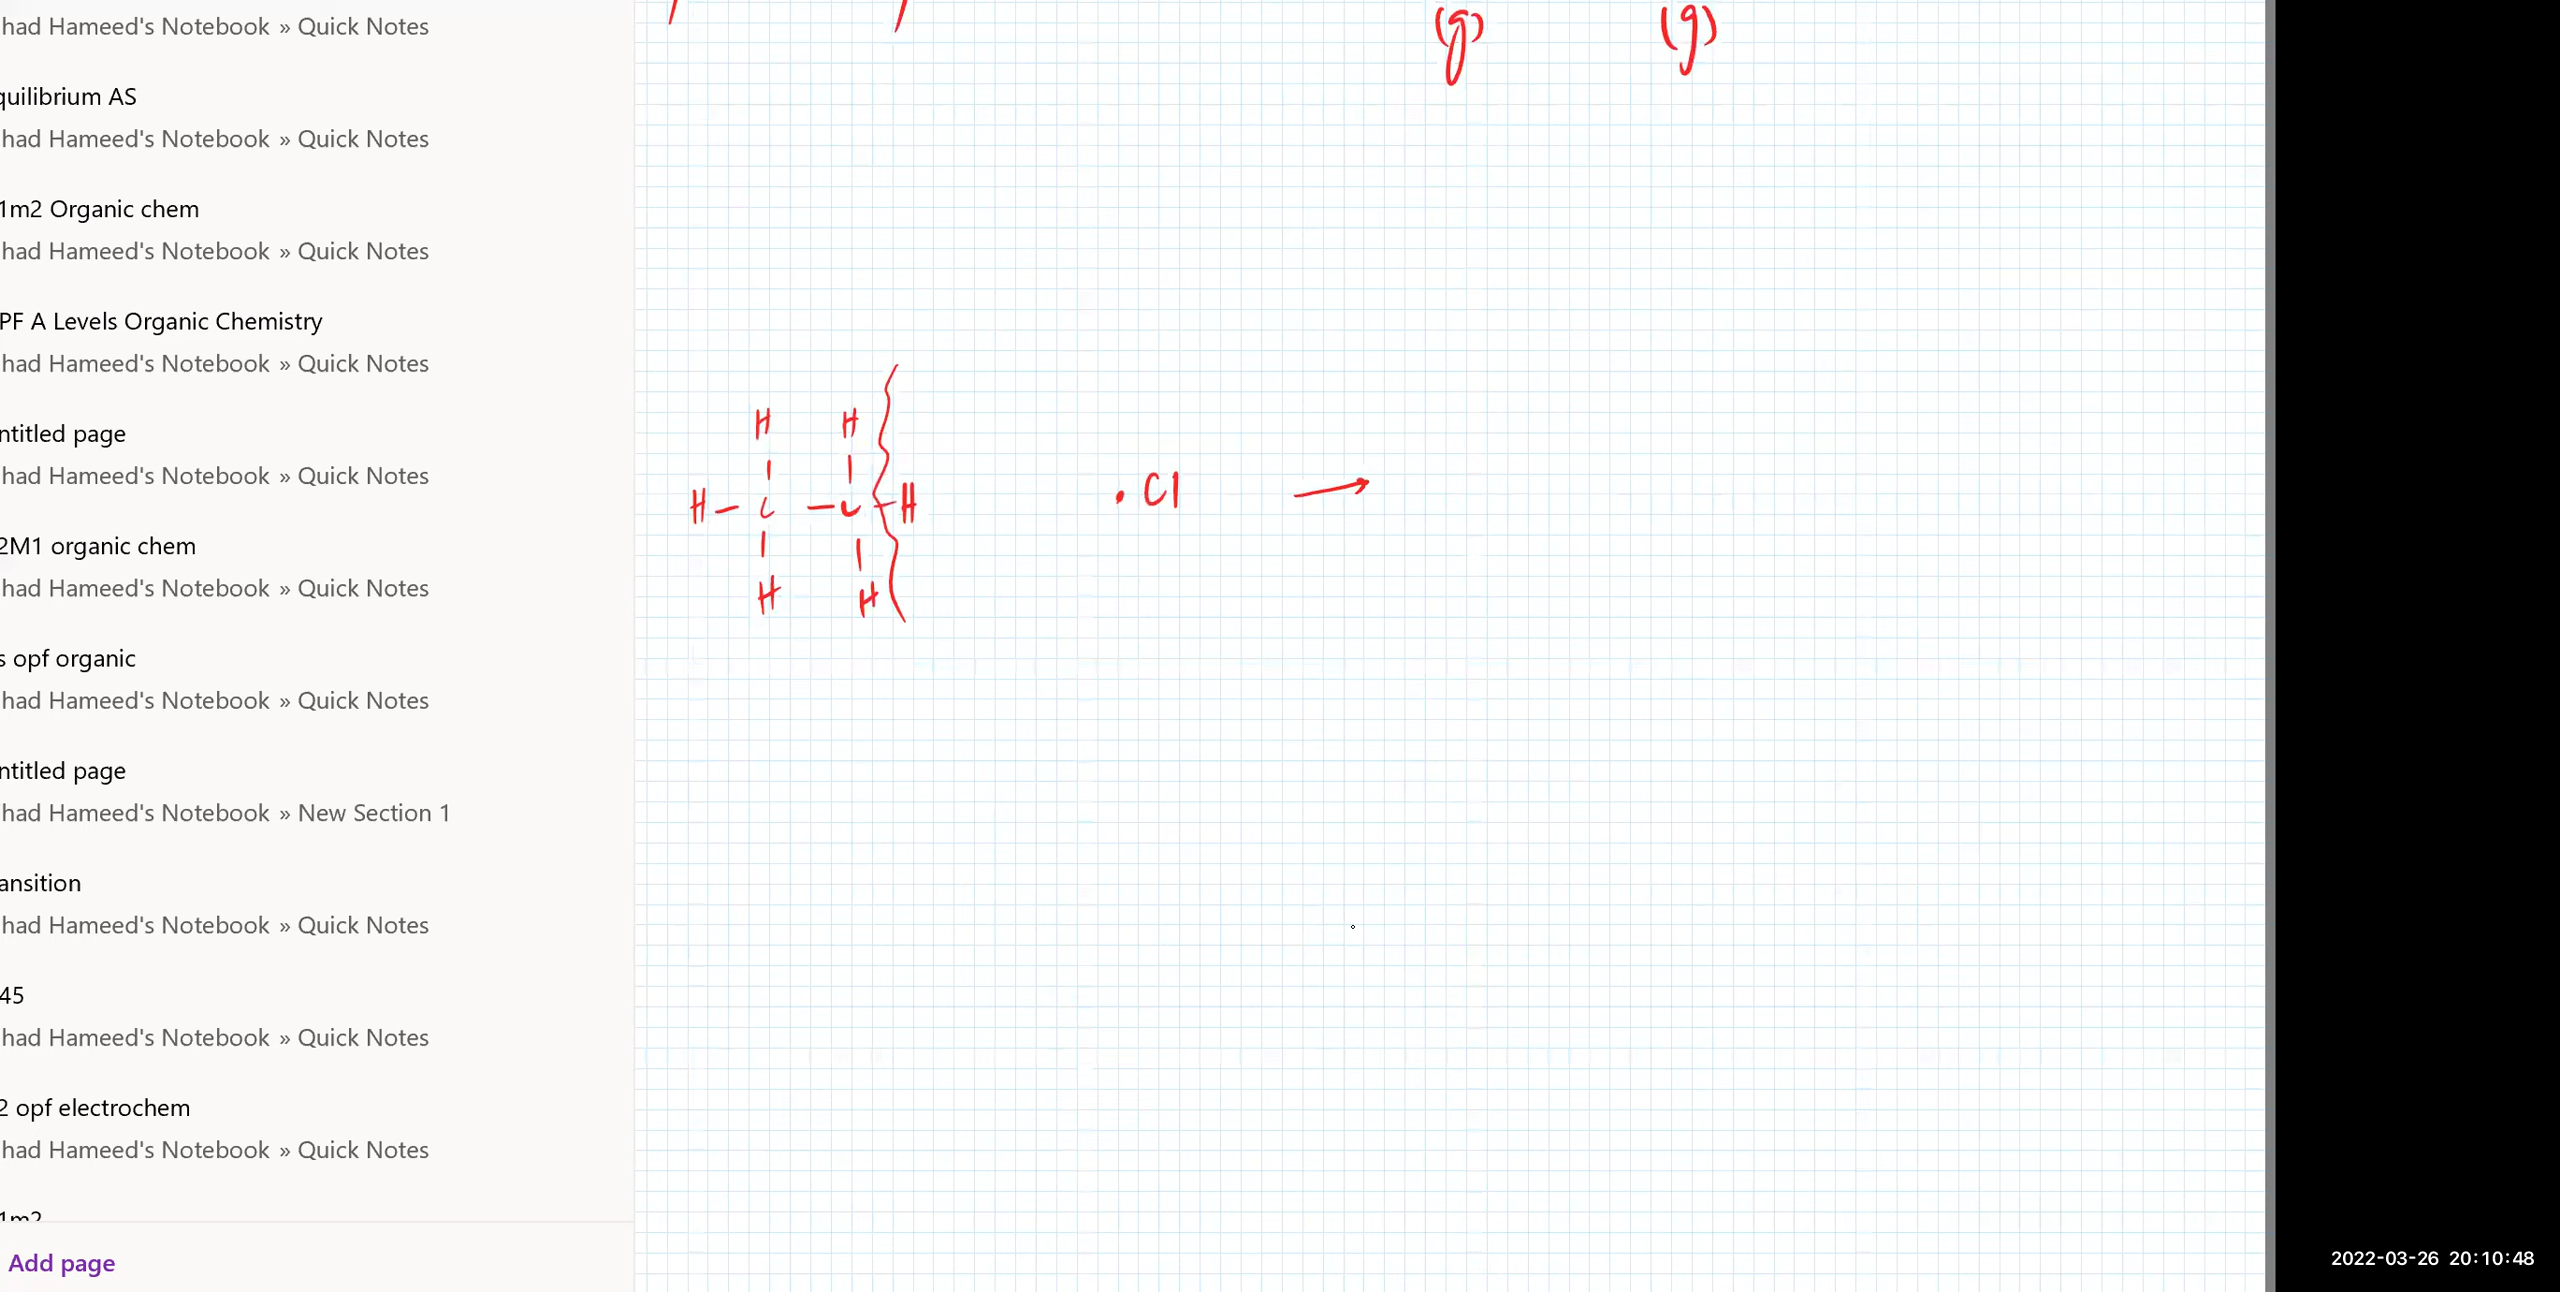 had Hameed's Notebook » Quick Notes
quilibrium AS
had Hameed's Notebook » Quick Notes
1m2 Organic chem
had Hameed's Notebook » Quick Notes
PF A Levels Organic Chemistry
had Hameed's Notebook » Quick Notes
ntitled page
had Hameed's Notebook » Quick Notes
2M1 organic chem
had Hameed's Notebook » Quick Notes
s opf organic
had Hameed's Notebook » Quick Notes
ntitled page
had Hameed's Notebook » New Section 1
ansition
had Hameed's Notebook » Quick Notes
45
had Hameed's Notebook » Quick Notes
2 opf electrochem
had Hameed's Notebook » Quick Notes
1m2
Add page
(g) (g)
H H
H - C - C - H . Cl →
H H
2022-03-26 20:10:48